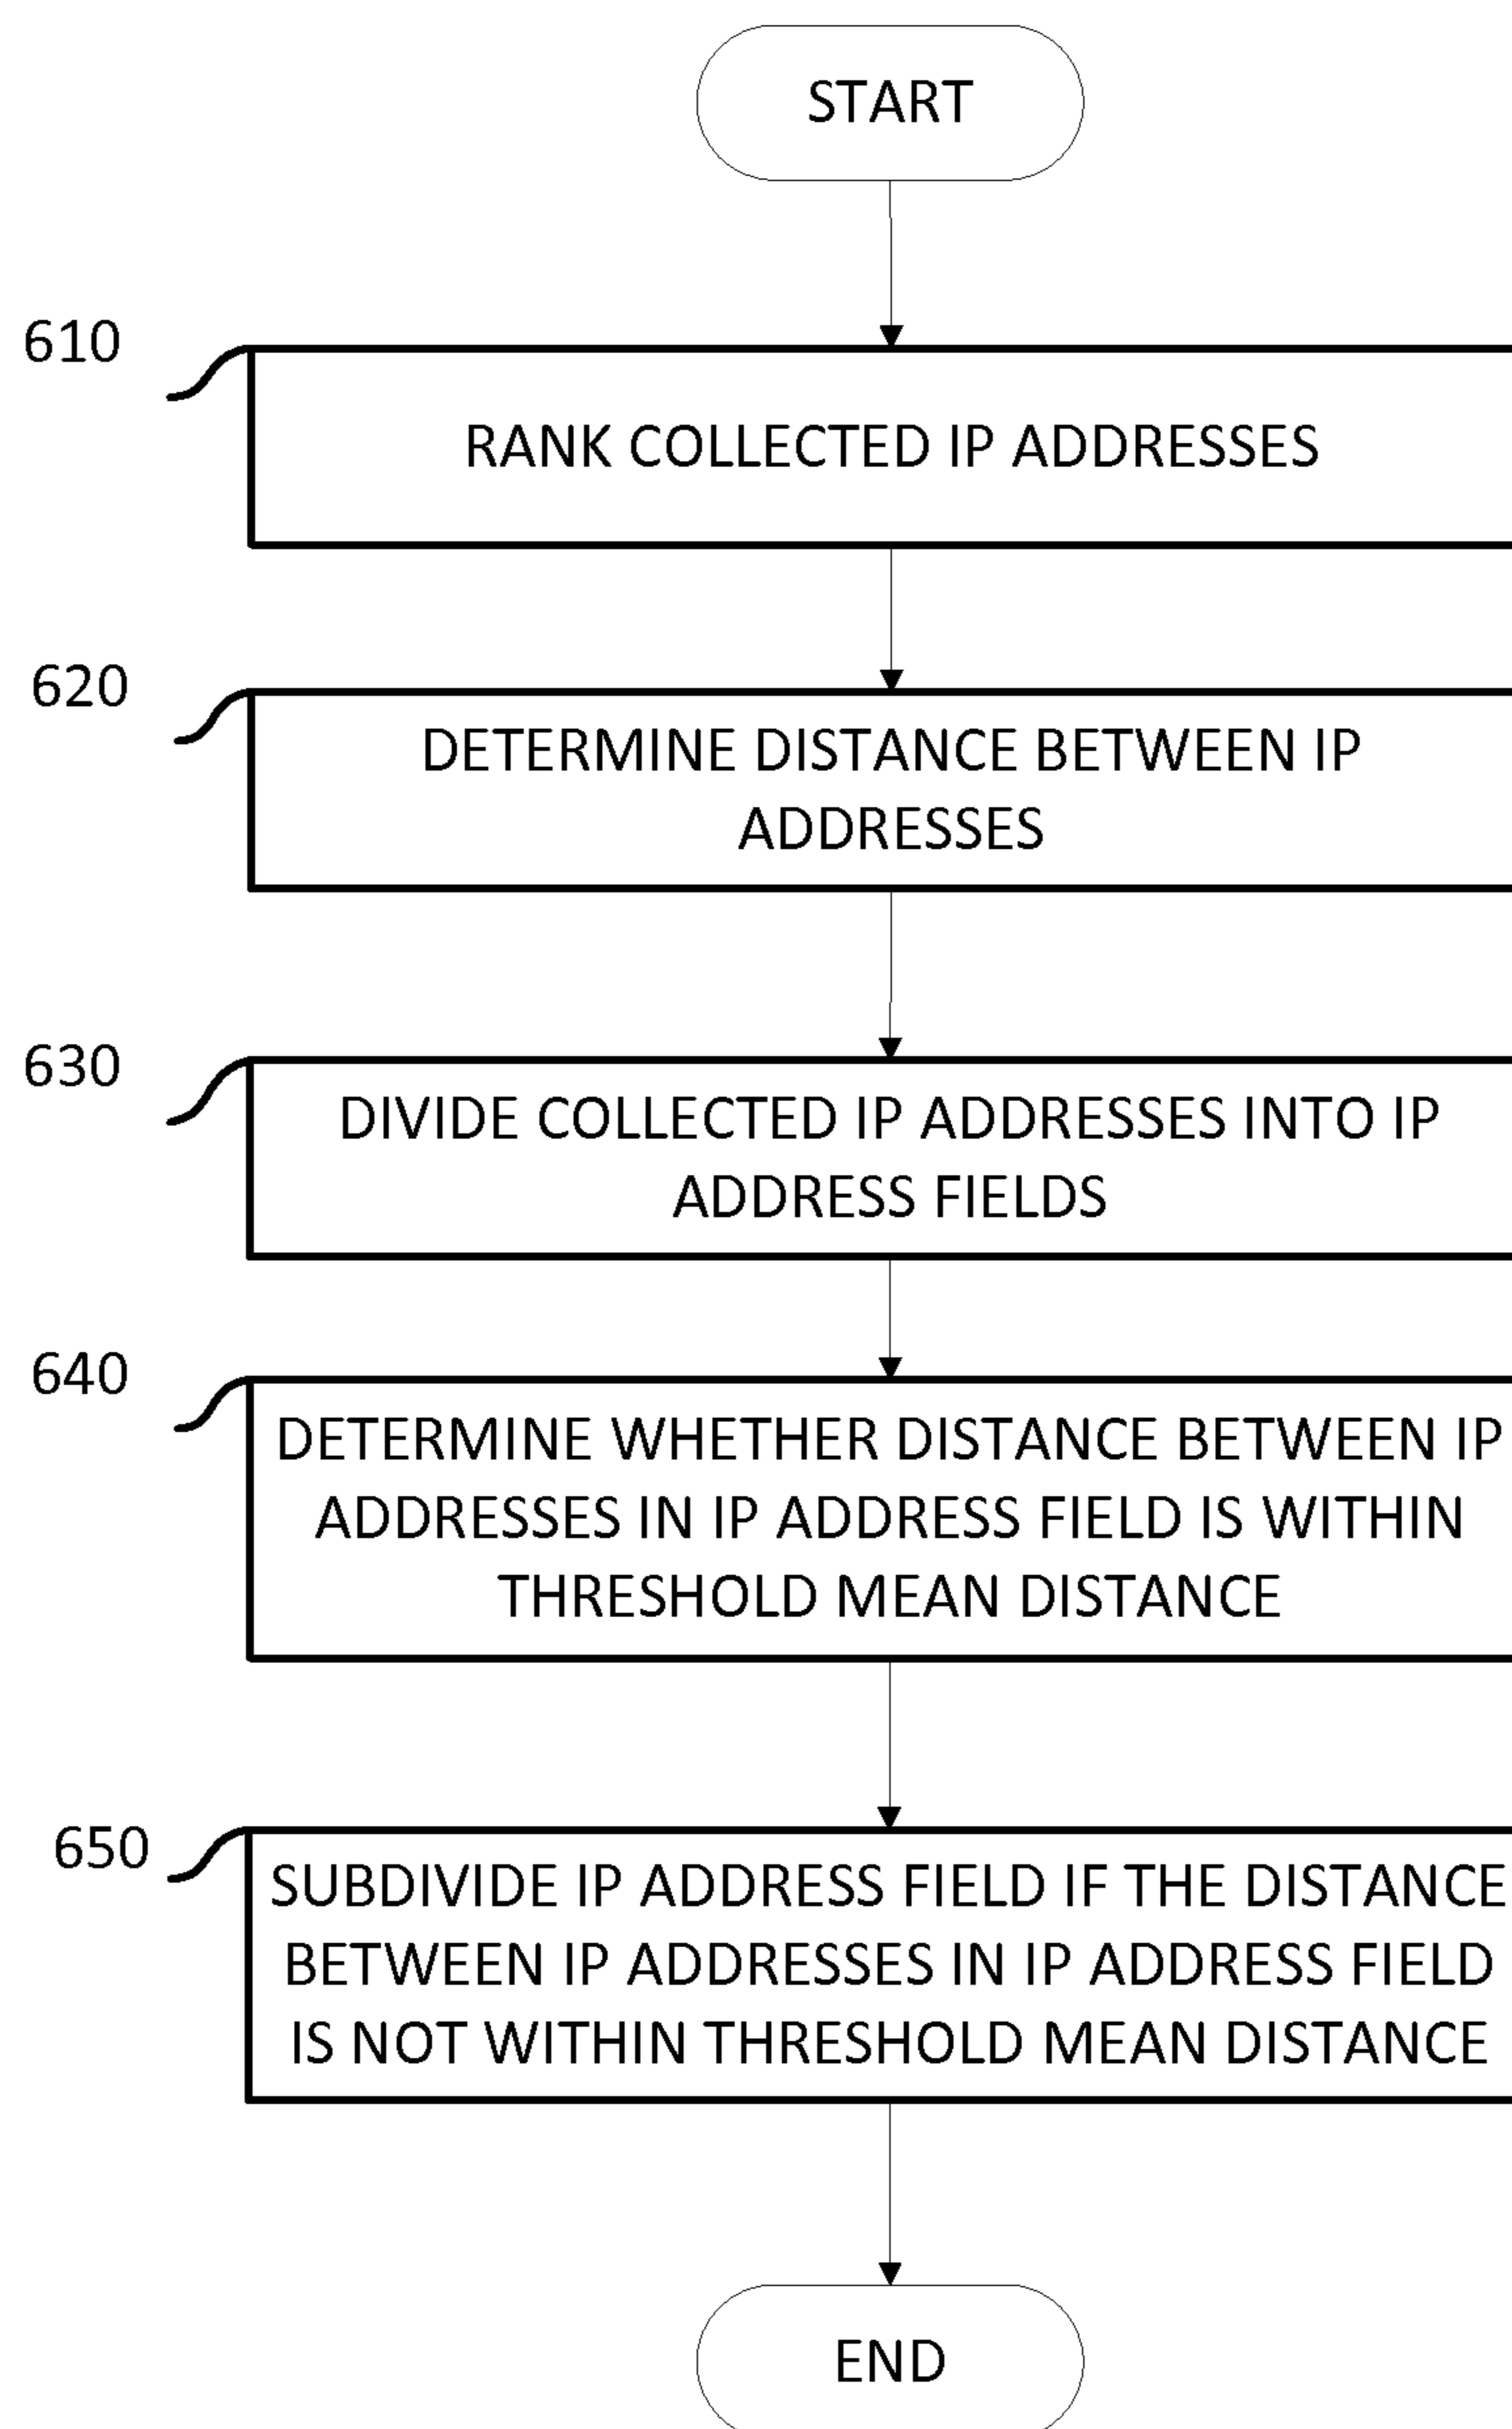 START
610
RANK COLLECTED IP ADDRESSES
620
DETERMINE DISTANCE BETWEEN IP
ADDRESSES
630
DIVIDE COLLECTED IP ADDRESSES INTO IP
ADDRESS FIELDS
640
DETERMINE WHETHER DISTANCE BETWEEN IP
ADDRESSES IN IP ADDRESS FIELD IS WITHIN
THRESHOLD MEAN DISTANCE
650
SUBDIVIDE IP ADDRESS FIELD IF THE DISTANCE
BETWEEN IP ADDRESSES IN IP ADDRESS FIELD
IS NOT WITHIN THRESHOLD MEAN DISTANCE
END